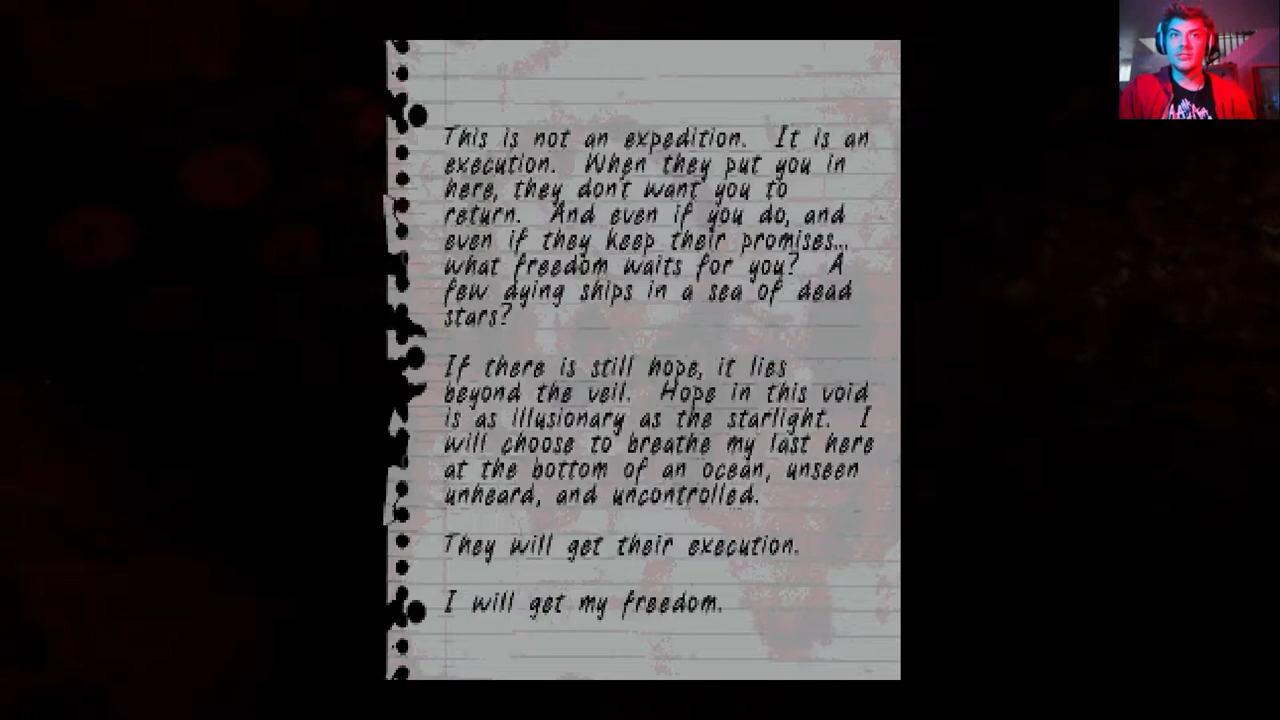 This is not an expedition. It is an
execution. When they put you in
here, they don't want you to
return. And even if you do, and
even if they keep their promises...
what freedom waits for you? A
few dying ships in a sea of dead
stars?
If there is still hope, it lies
beyond the veil. Hope in this void
is as illusionary as the starlight. I
will choose to breathe my last here
at the bottom of an ocean, unseen
unheard, and uncontrolled.
They will get their execution.
I will get my freedom.